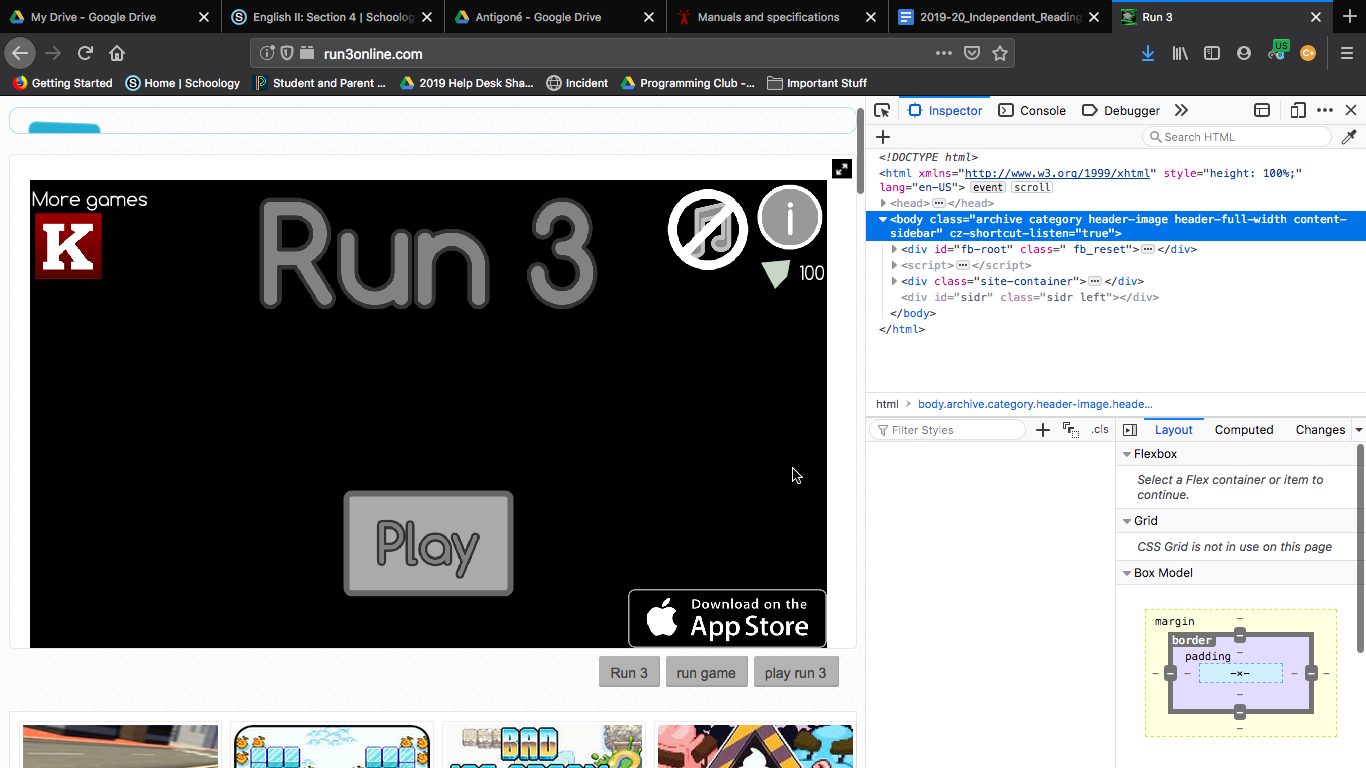 My Drive - Google Drive
English II: Section 4 | Schoolog
Antigoné - Google Drive
Manuals and specifications
2019-20_Independent_Reading
Run 3
run3online.com
US
C+
Getting Started
Home | Schoology
Student and Parent ...
2019 Help Desk Sha...
Incident
Programming Club -...
Important Stuff
More games
K
Run 3
i
100
Play
Download on the
App Store
Run 3
run game
play run 3
BAD
ICE-CREAM
Inspector
Console
Debugger
Search HTML
<!DOCTYPE html>
<html xmlns="http://www.w3.org/1999/xhtml" style="height: 100%;"
lang="en-US"> event scroll
<head> ··· </head>
<body class="archive category header-image header-full-width content-
sidebar" cz-shortcut-listen="true">
<div id="fb-root" class=" fb_reset"> ··· </div>
<script> ··· </script>
<div class="site-container"> ··· </div>
<div id="sidr" class="sidr left"></div>
</body>
</html>
html > body.archive.category.header-image.heade...
Filter Styles
.cls
Layout
Computed
Changes
Flexbox
Select a Flex container or item to
continue.
Grid
CSS Grid is not in use on this page
Box Model
margin
border
padding